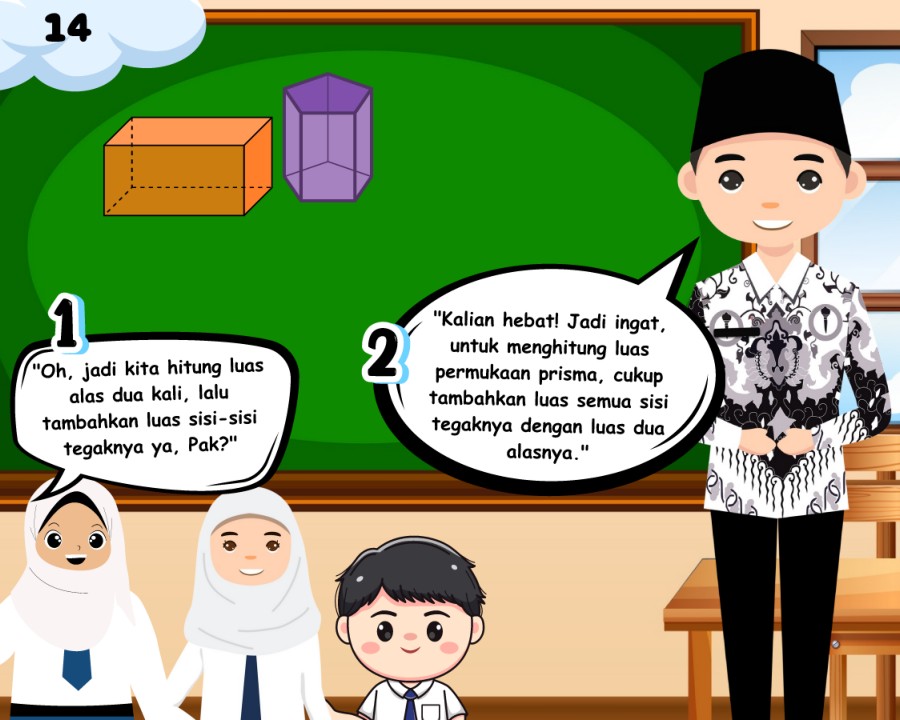 14
1
"Oh, jadi kita hitung luas
alas dua kali, lalu
tambahkan luas sisi-sisi
tegaknya ya, Pak?"
2
"Kalian hebat! Jadi ingat,
untuk menghitung luas
permukaan prisma, cukup
tambahkan luas semua sisi
tegaknya dengan luas dua
alasnya."